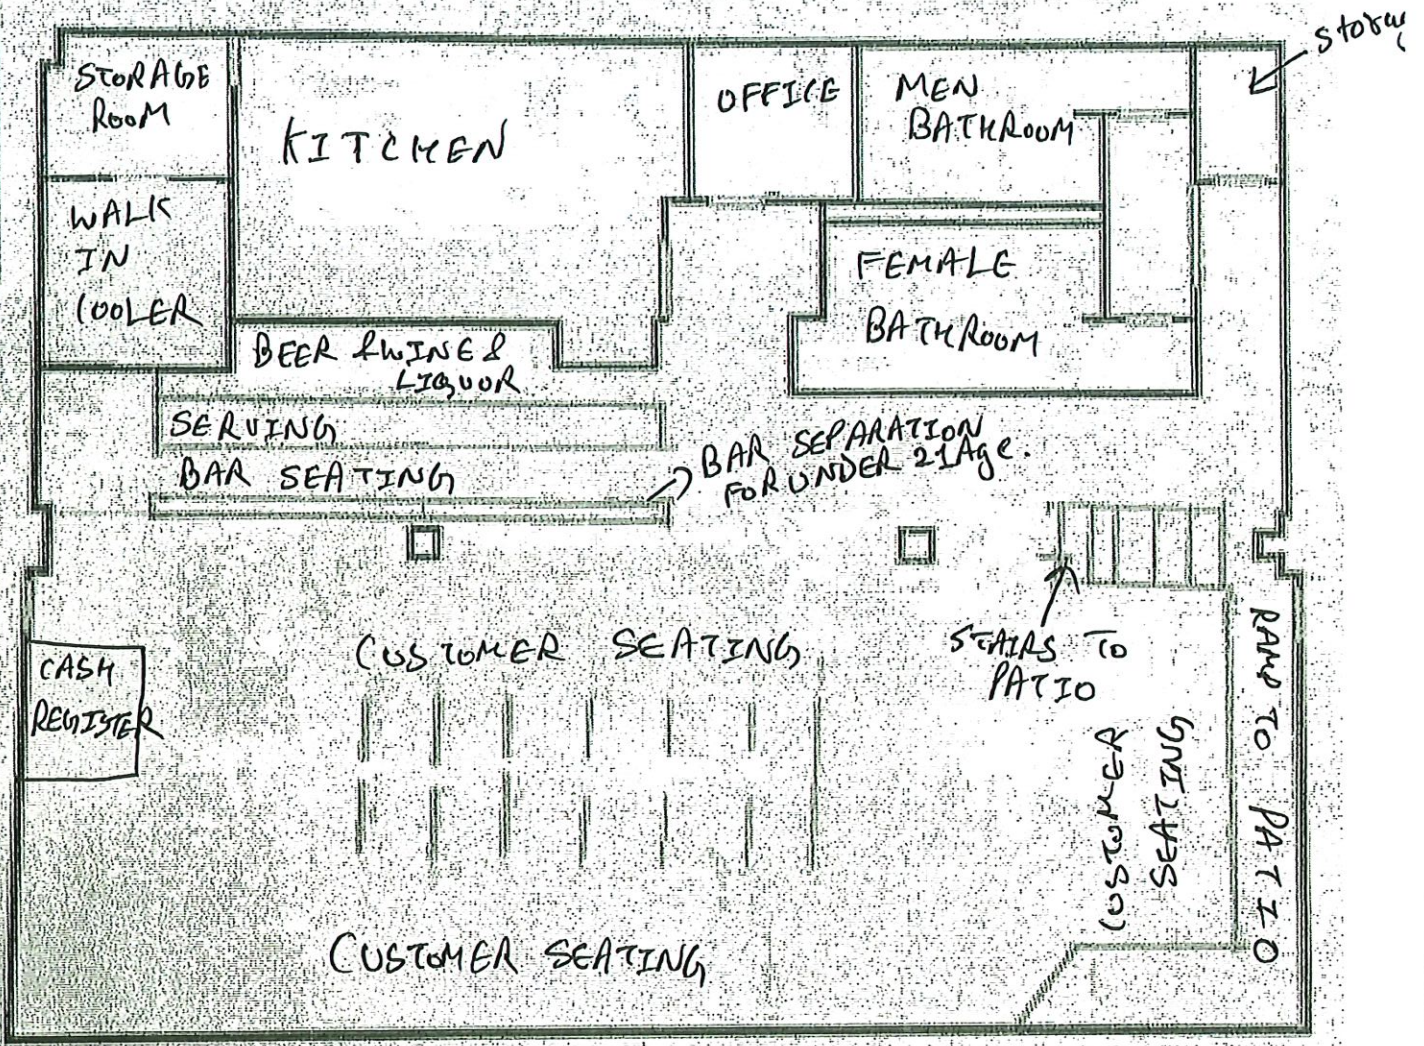 STORAGE
ROOM
KITCHEN
OFFICE
MEN
BATHROOM
WALK
IN
COOLER
FEMALE
BATHROOM
BEER & WINE &
LIQUOR
SERVING
BAR SEATING
BAR SEPARATION
FOR UNDER 21 Age.
CUSTOMER SEATING
STAIRS TO
PATIO
CASH
REGISTER
CUSTOMER
SEATING
RAMP TO PATIO
CUSTOMER SEATING